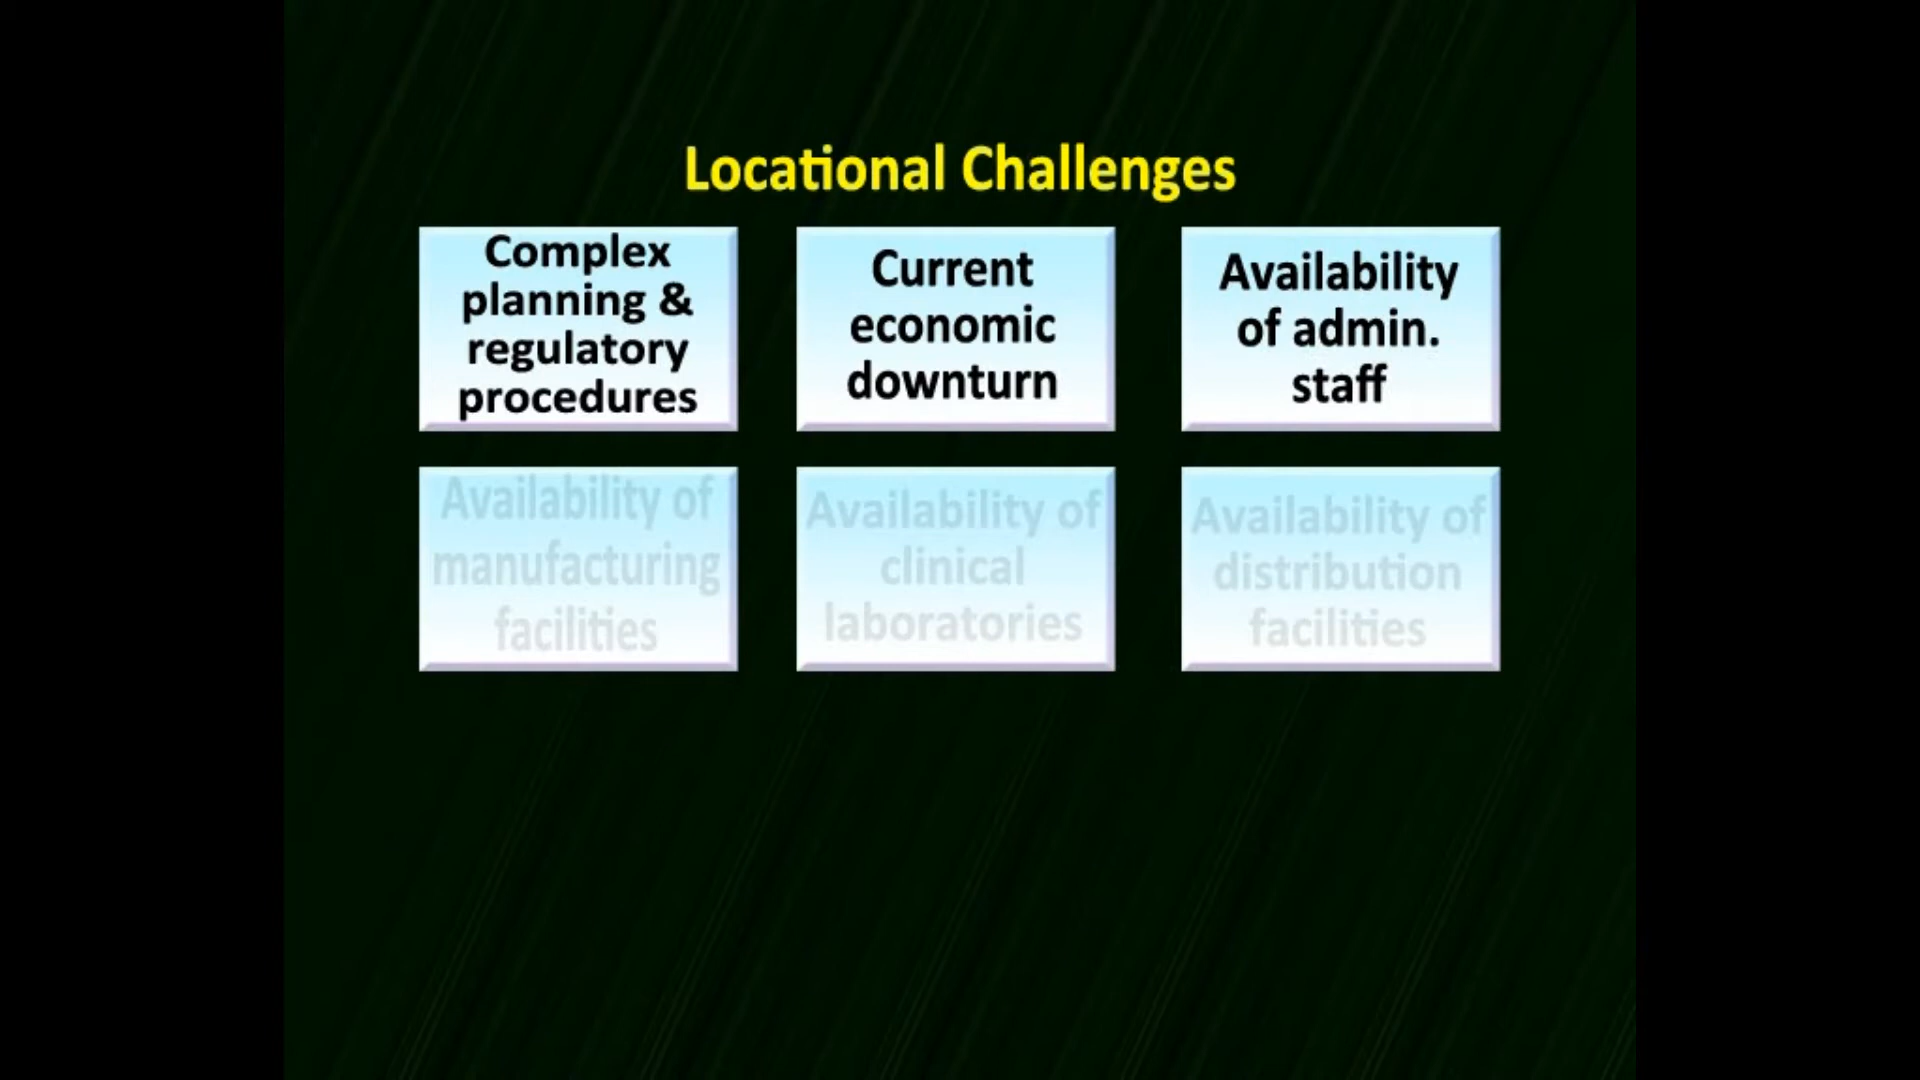 Locational Challenges
Complex
planning &
regulatory
procedures
Current
economic
downturn
Availability
of admin.
staff
Availability of
manufacturing
facilities
Availability of
clinical
laboratories
Availability of
distribution
facilities